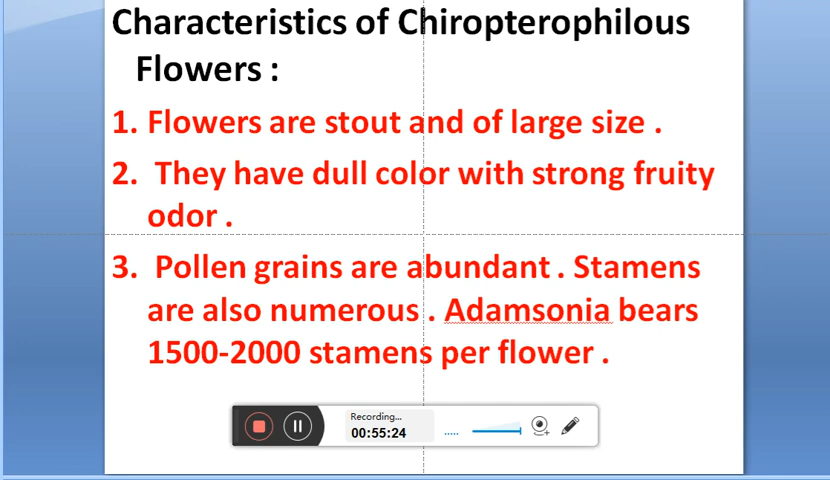 Characteristics of Chiropterophilous
Flowers :
1. Flowers are stout and of large size .
2. They have dull color with strong fruity
odor .
3. Pollen grains are abundant . Stamens
are also numerous . Adamsonia bears
1500-2000 stamens per flower .
Recording...
00:55:24